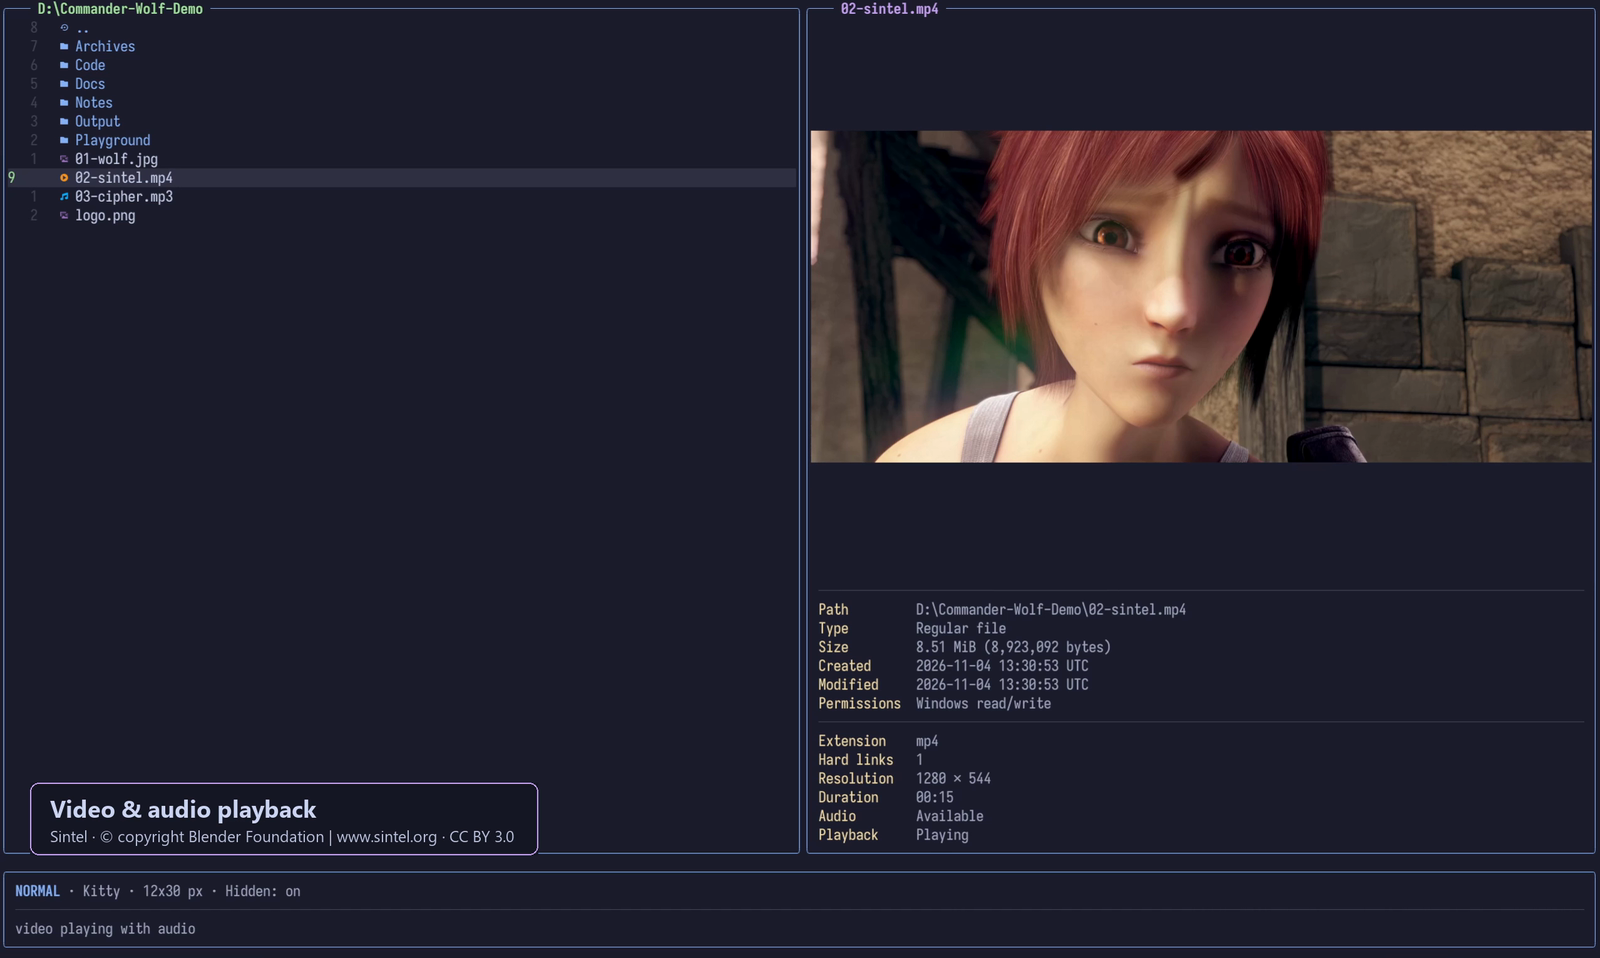 D:\Commander-Wolf-Demo
8 ..
7 Archives
6 Code
5 Docs
4 Notes
3 Output
2 Playground
1 01-wolf.jpg
9 02-sintel.mp4
1 03-cipher.mp3
2 logo.png
Video & audio playback
Sintel · © copyright Blender Foundation | www.sintel.org · CC BY 3.0
02-sintel.mp4
Path D:\Commander-Wolf-Demo\02-sintel.mp4
Type Regular file
Size 8.51 MiB (8,923,092 bytes)
Created 2026-11-04 13:30:53 UTC
Modified 2026-11-04 13:30:53 UTC
Permissions Windows read/write
Extension mp4
Hard links 1
Resolution 1280 × 544
Duration 00:15
Audio Available
Playback Playing
NORMAL · Kitty · 12x30 px · Hidden: on
video playing with audio